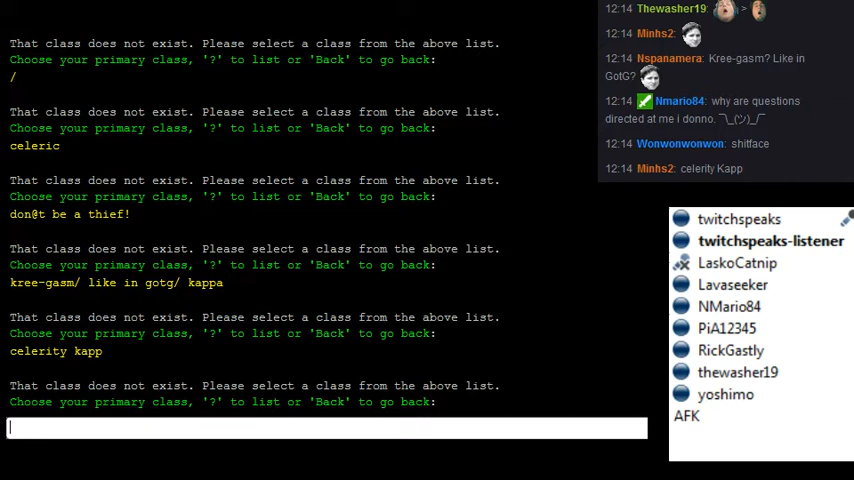 That class does not exist. Please select a class from the above list.
Choose your primary class, '?' to list or 'Back' to go back:
/
That class does not exist. Please select a class from the above list.
Choose your primary class, '?' to list or 'Back' to go back:
celeric
That class does not exist. Please select a class from the above list.
Choose your primary class, '?' to list or 'Back' to go back:
don@t be a thief!
That class does not exist. Please select a class from the above list.
Choose your primary class, '?' to list or 'Back' to go back:
kree-gasm/ like in gotg/ kappa
That class does not exist. Please select a class from the above list.
Choose your primary class, '?' to list or 'Back' to go back:
celerity kapp
That class does not exist. Please select a class from the above list.
Choose your primary class, '?' to list or 'Back' to go back:
12:14 Thewasher19: >
12:14 Minhs2:
12:14 Nspanamera: Kree-gasm? Like in
GotG?
12:14 Nmario84: why are questions
directed at me i donno. ¯\_(ツ)_/¯
12:14 Wonwonwonwon: shitface
12:14 Minhs2: celerity Kapp
twitchspeaks
twitchspeaks-listener
LaskoCatnip
Lavaseeker
NMario84
PiA12345
RickGastly
thewasher19
yoshimo
AFK